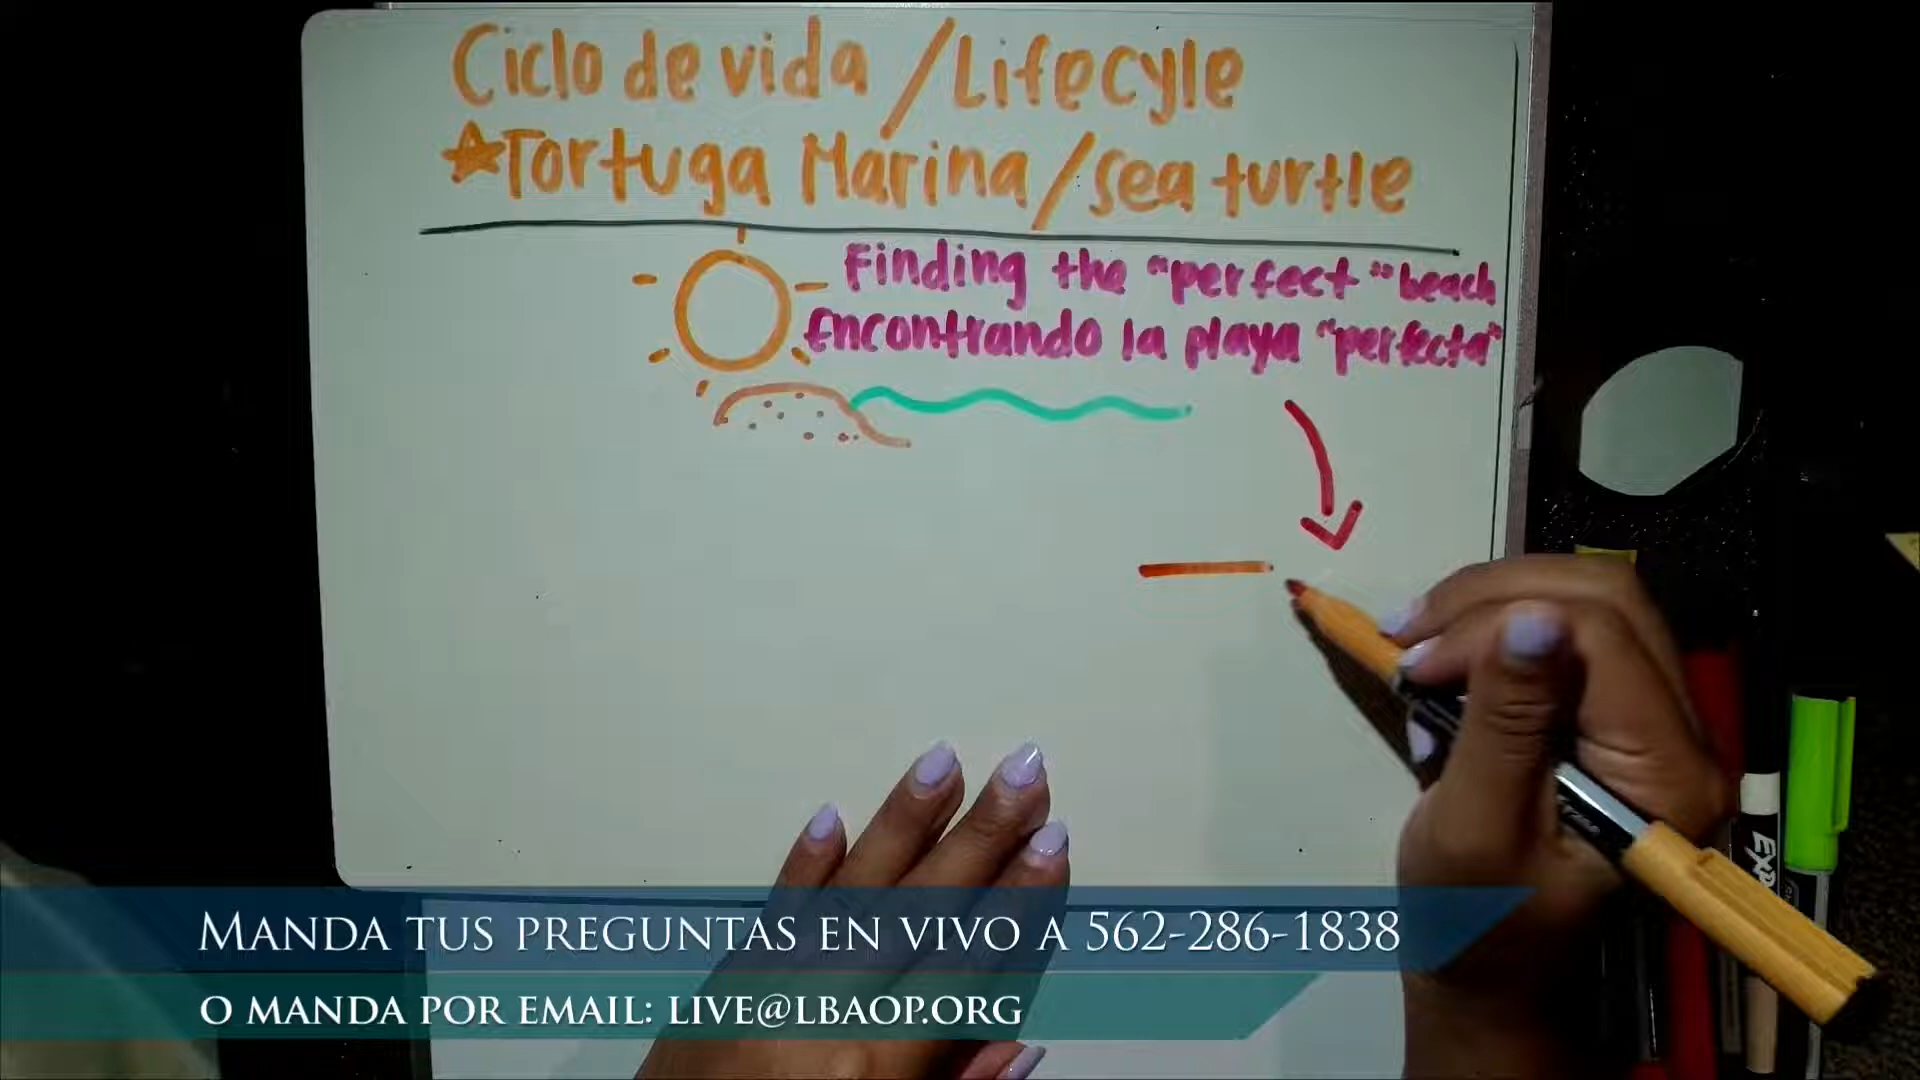 Ciclo de vida / Lifecyle
Tortuga Marina / sea turtle
Finding the "perfect" beach
Encontrando la playa "perfecta"
EXP
MANDA TUS PREGUNTAS EN VIVO A 562-286-1838
O MANDA POR EMAIL: LIVE@LBAOP.ORG